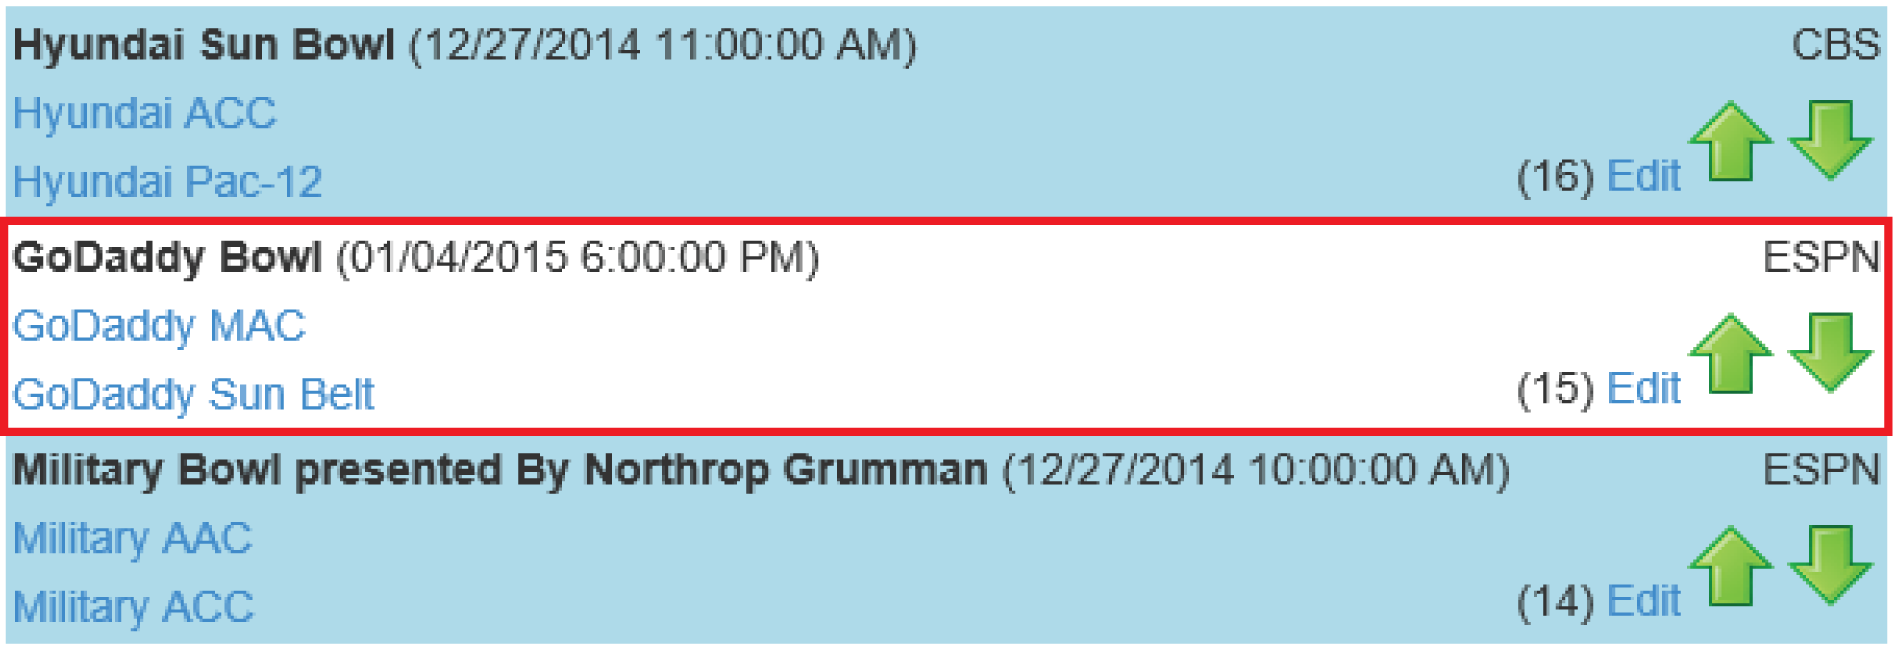 Hyundai Sun Bowl (12/27/2014 11:00:00 AM) CBS
Hyundai ACC
Hyundai Pac-12 (16) Edit
GoDaddy Bowl (01/04/2015 6:00:00 PM) ESPN
GoDaddy MAC
GoDaddy Sun Belt (15) Edit
Military Bowl presented By Northrop Grumman (12/27/2014 10:00:00 AM) ESPN
Military AAC
Military ACC (14) Edit